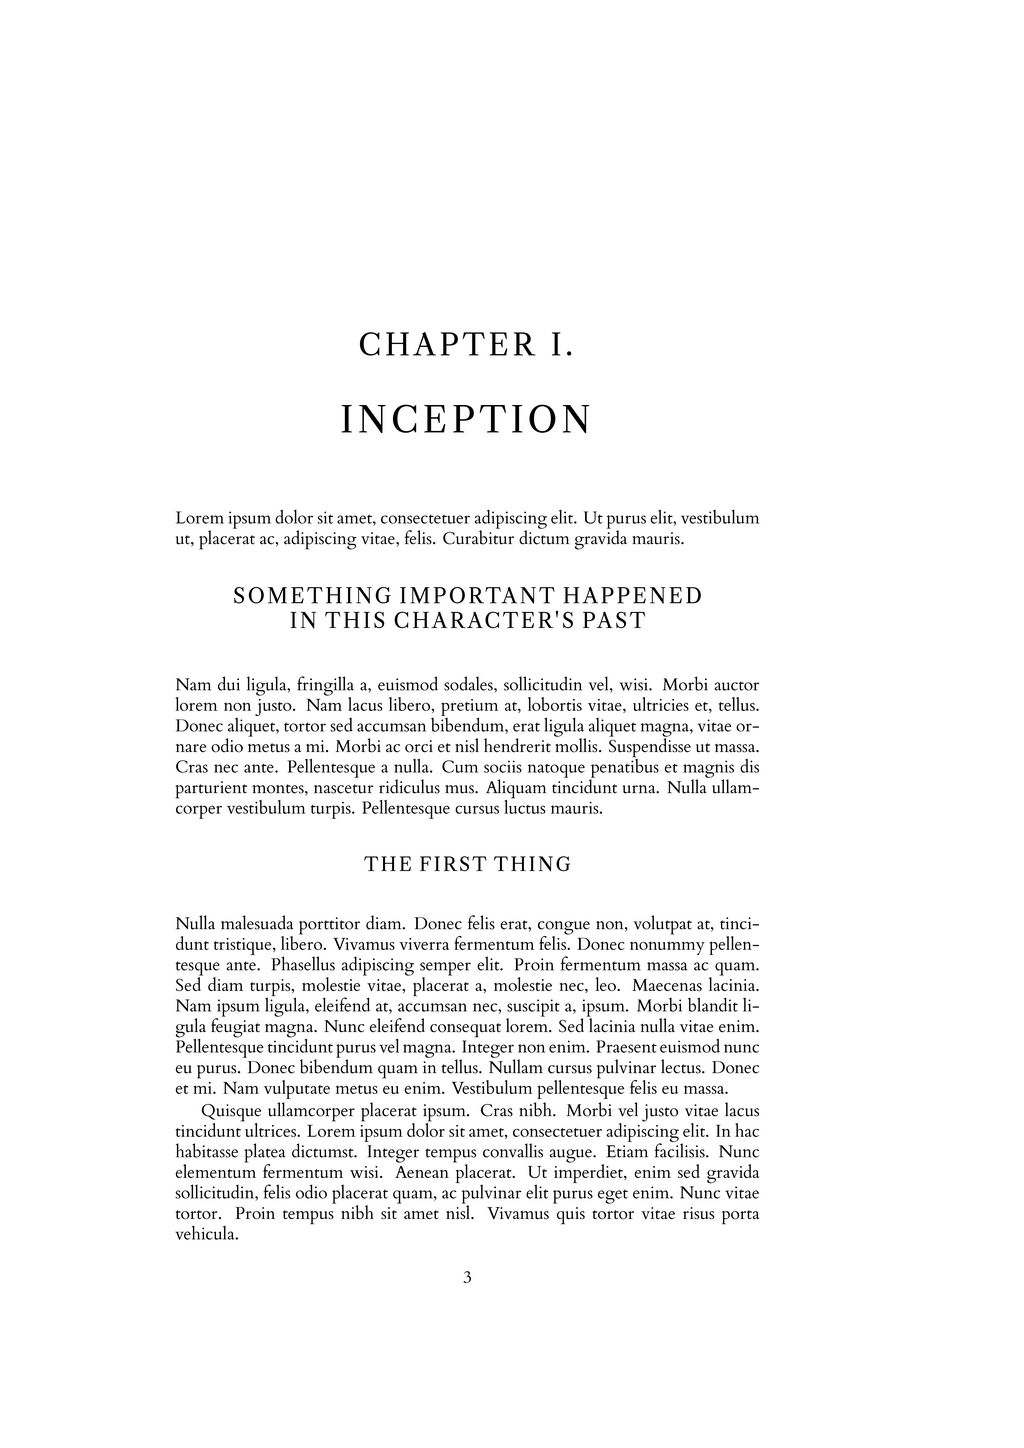 CHAPTER I.
INCEPTION
Lorem ipsum dolor sit amet, consectetuer adipiscing elit. Ut purus elit, vestibulum
ut, placerat ac, adipiscing vitae, felis. Curabitur dictum gravida mauris.
SOMETHING IMPORTANT HAPPENED
IN THIS CHARACTER'S PAST
Nam dui ligula, fringilla a, euismod sodales, sollicitudin vel, wisi. Morbi auctor
lorem non justo. Nam lacus libero, pretium at, lobortis vitae, ultricies et, tellus.
Donec aliquet, tortor sed accumsan bibendum, erat ligula aliquet magna, vitae or-
nare odio metus a mi. Morbi ac orci et nisl hendrerit mollis. Suspendisse ut massa.
Cras nec ante. Pellentesque a nulla. Cum sociis natoque penatibus et magnis dis
parturient montes, nascetur ridiculus mus. Aliquam tincidunt urna. Nulla ullam-
corper vestibulum turpis. Pellentesque cursus luctus mauris.
THE FIRST THING
Nulla malesuada porttitor diam. Donec felis erat, congue non, volutpat at, tinci-
dunt tristique, libero. Vivamus viverra fermentum felis. Donec nonummy pellen-
tesque ante. Phasellus adipiscing semper elit. Proin fermentum massa ac quam.
Sed diam turpis, molestie vitae, placerat a, molestie nec, leo. Maecenas lacinia.
Nam ipsum ligula, eleifend at, accumsan nec, suscipit a, ipsum. Morbi blandit li-
gula feugiat magna. Nunc eleifend consequat lorem. Sed lacinia nulla vitae enim.
Pellentesque tincidunt purus vel magna. Integer non enim. Praesent euismod nunc
eu purus. Donec bibendum quam in tellus. Nullam cursus pulvinar lectus. Donec
et mi. Nam vulputate metus eu enim. Vestibulum pellentesque felis eu massa.
Quisque ullamcorper placerat ipsum. Cras nibh. Morbi vel justo vitae lacus
tincidunt ultrices. Lorem ipsum dolor sit amet, consectetuer adipiscing elit. In hac
habitasse platea dictumst. Integer tempus convallis augue. Etiam facilisis. Nunc
elementum fermentum wisi. Aenean placerat. Ut imperdiet, enim sed gravida
sollicitudin, felis odio placerat quam, ac pulvinar elit purus eget enim. Nunc vitae
tortor. Proin tempus nibh sit amet nisl. Vivamus quis tortor vitae risus porta
vehicula.
3